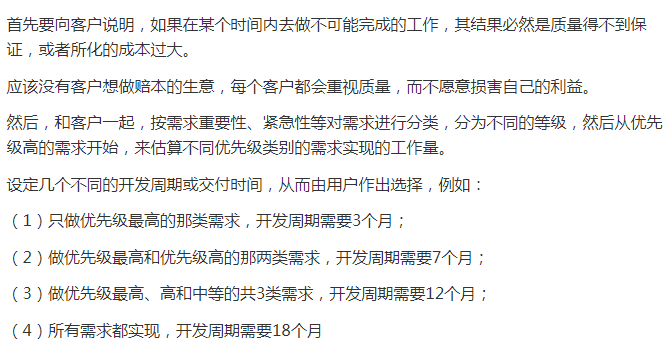 首先要向客户说明，如果在某个时间内去做不可能完成的工作，其结果必然是质量得不到保
证，或者所化的成本过大。
应该没有客户想做赔本的生意，每个客户都会重视质量，而不愿意损害自己的利益。
然后，和客户一起，按需求重要性、紧急性等对需求进行分类，分为不同的等级，然后从优先
级高的需求开始，来估算不同优先级类别的需求实现的工作量。
设定几个不同的开发周期或交付时间，从而由用户作出选择，例如：
（1）只做优先级最高的那类需求，开发周期需要3个月；
（2）做优先级最高和优先级高的那两类需求，开发周期需要7个月；
（3）做优先级最高、高和中等的共3类需求，开发周期需要12个月；
（4）所有需求都实现，开发周期需要18个月